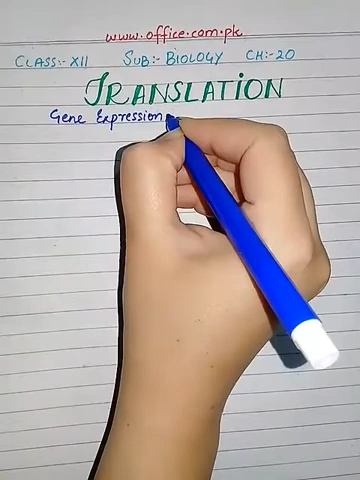 www.office.com.pk
CLASS:- XII SUB:- BIOLOGY CH:- 20
TRANSLATION
Gene Expression